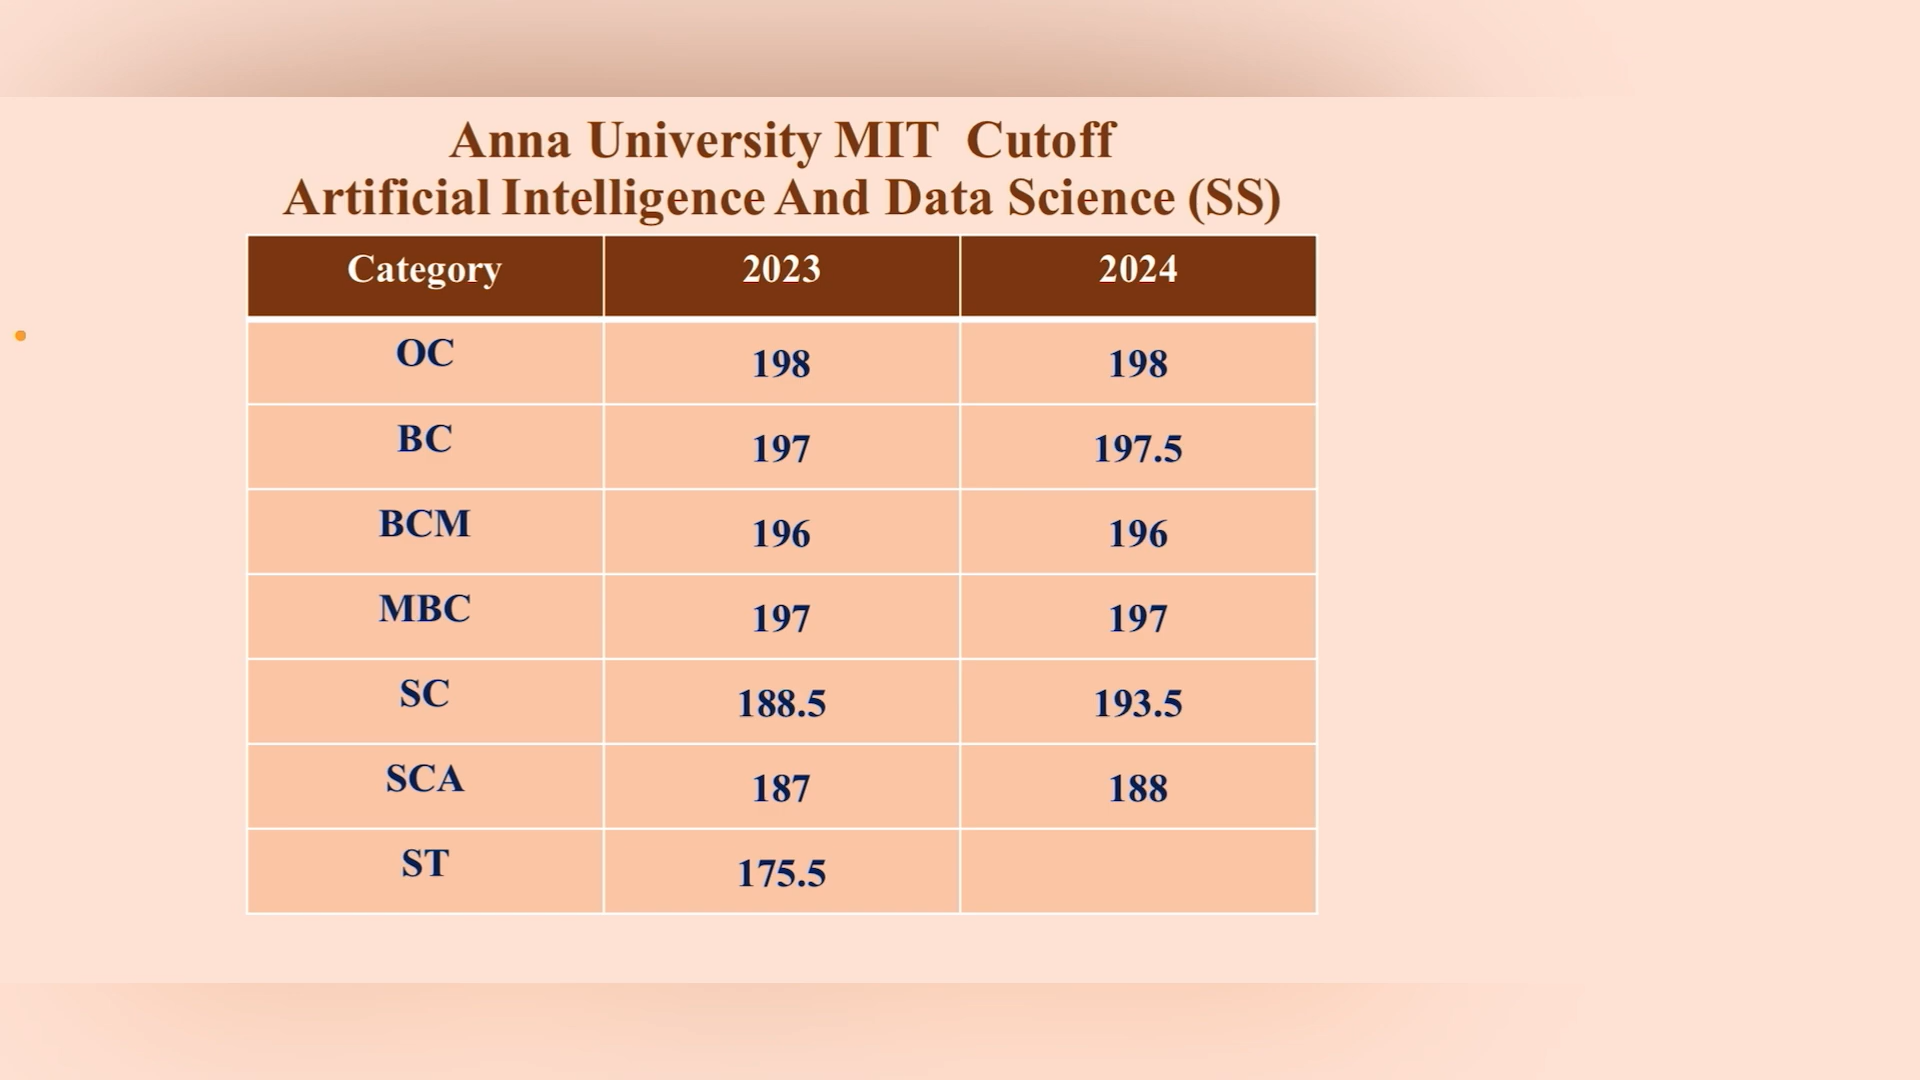 Anna University MIT Cutoff
Artificial Intelligence And Data Science (SS)
Category 2023 2024
OC 198 198
BC 197 197.5
BCM 196 196
MBC 197 197
SC 188.5 193.5
SCA 187 188
ST 175.5